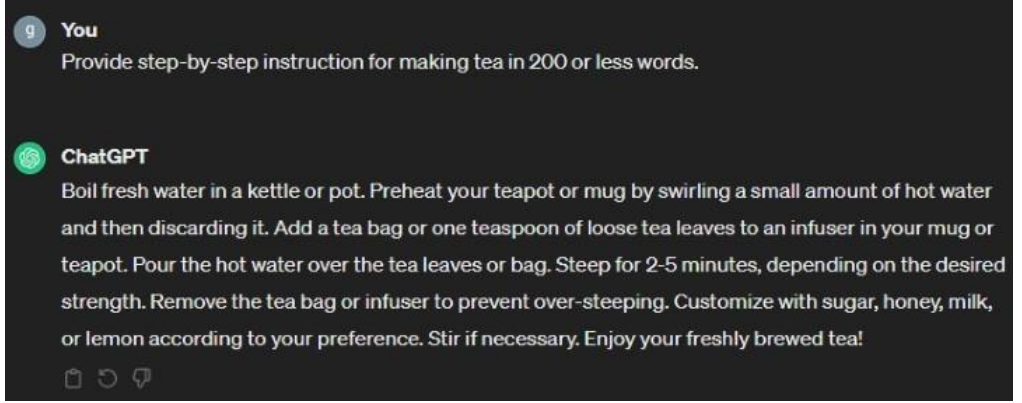 g
You
Provide step-by-step instruction for making tea in 200 or less words.
ChatGPT
Boil fresh water in a kettle or pot. Preheat your teapot or mug by swirling a small amount of hot water
and then discarding it. Add a tea bag or one teaspoon of loose tea leaves to an infuser in your mug or
teapot. Pour the hot water over the tea leaves or bag. Steep for 2-5 minutes, depending on the desired
strength. Remove the tea bag or infuser to prevent over-steeping. Customize with sugar, honey, milk,
or lemon according to your preference. Stir if necessary. Enjoy your freshly brewed tea!